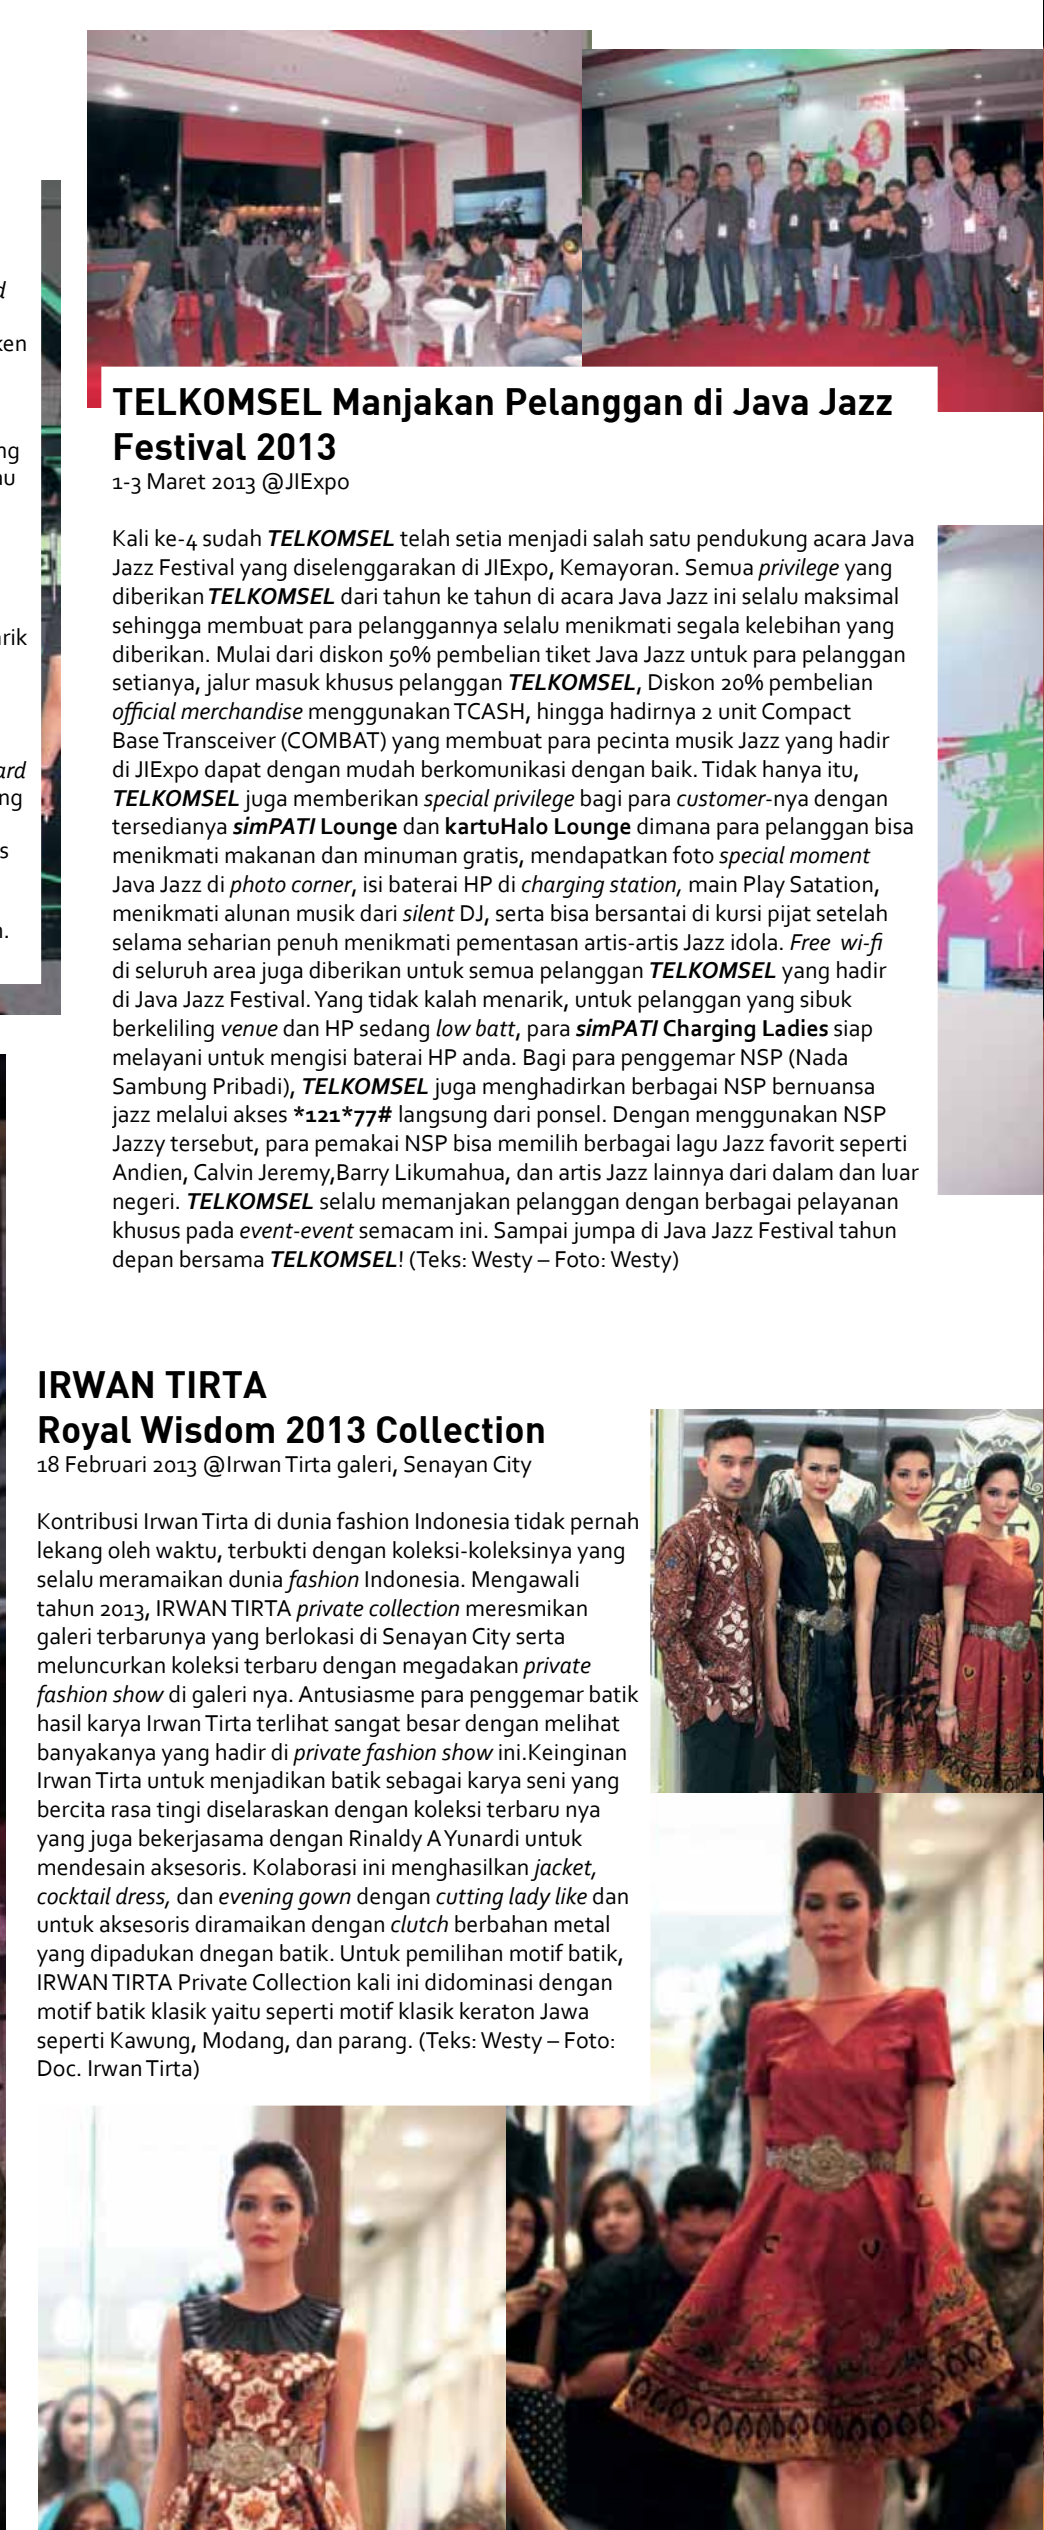 d
ken
ng
au
arik
ard
ng
s
n.
TELKOMSEL Manjakan Pelanggan di Java Jazz
Festival 2013
1-3 Maret 2013 @JIExpo
Kali ke-4 sudah TELKOMSEL telah setia menjadi salah satu pendukung acara Java
Jazz Festival yang diselenggarakan di JIExpo, Kemayoran. Semua privilege yang
diberikan TELKOMSEL dari tahun ke tahun di acara Java Jazz ini selalu maksimal
sehingga membuat para pelanggannya selalu menikmati segala kelebihan yang
diberikan. Mulai dari diskon 50% pembelian tiket Java Jazz untuk para pelanggan
setianya, jalur masuk khusus pelanggan TELKOMSEL, Diskon 20% pembelian
official merchandise menggunakan TCASH, hingga hadirnya 2 unit Compact
Base Transceiver (COMBAT) yang membuat para pecinta musik Jazz yang hadir
di JIExpo dapat dengan mudah berkomunikasi dengan baik. Tidak hanya itu,
TELKOMSEL juga memberikan special privilege bagi para customer-nya dengan
tersedianya simPATI Lounge dan kartuHalo Lounge dimana para pelanggan bisa
menikmati makanan dan minuman gratis, mendapatkan foto special moment
Java Jazz di photo corner, isi baterai HP di charging station, main Play Satation,
menikmati alunan musik dari silent DJ, serta bisa bersantai di kursi pijat setelah
selama seharian penuh menikmati pementasan artis-artis Jazz idola. Free wi-fi
di seluruh area juga diberikan untuk semua pelanggan TELKOMSEL yang hadir
di Java Jazz Festival. Yang tidak kalah menarik, untuk pelanggan yang sibuk
berkeliling venue dan HP sedang low batt, para simPATI Charging Ladies siap
melayani untuk mengisi baterai HP anda. Bagi para penggemar NSP (Nada
Sambung Pribadi), TELKOMSEL juga menghadirkan berbagai NSP bernuansa
jazz melalui akses *121*77# langsung dari ponsel. Dengan menggunakan NSP
Jazzy tersebut, para pemakai NSP bisa memilih berbagai lagu Jazz favorit seperti
Andien, Calvin Jeremy,Barry Likumahua, dan artis Jazz lainnya dari dalam dan luar
negeri. TELKOMSEL selalu memanjakan pelanggan dengan berbagai pelayanan
khusus pada event-event semacam ini. Sampai jumpa di Java Jazz Festival tahun
depan bersama TELKOMSEL! (Teks: Westy – Foto: Westy)
IRWAN TIRTA
Royal Wisdom 2013 Collection
18 Februari 2013 @Irwan Tirta galeri, Senayan City
Kontribusi Irwan Tirta di dunia fashion Indonesia tidak pernah
lekang oleh waktu, terbukti dengan koleksi-koleksinya yang
selalu meramaikan dunia fashion Indonesia. Mengawali
tahun 2013, IRWAN TIRTA private collection meresmikan
galeri terbarunya yang berlokasi di Senayan City serta
meluncurkan koleksi terbaru dengan megadakan private
fashion show di galeri nya. Antusiasme para penggemar batik
hasil karya Irwan Tirta terlihat sangat besar dengan melihat
banyakanya yang hadir di private fashion show ini.Keinginan
Irwan Tirta untuk menjadikan batik sebagai karya seni yang
bercita rasa tingi diselaraskan dengan koleksi terbaru nya
yang juga bekerjasama dengan Rinaldy A Yunardi untuk
mendesain aksesoris. Kolaborasi ini menghasilkan jacket,
cocktail dress, dan evening gown dengan cutting lady like dan
untuk aksesoris diramaikan dengan clutch berbahan metal
yang dipadukan dnegan batik. Untuk pemilihan motif batik,
IRWAN TIRTA Private Collection kali ini didominasi dengan
motif batik klasik yaitu seperti motif klasik keraton Jawa
seperti Kawung, Modang, dan parang. (Teks: Westy – Foto:
Doc. Irwan Tirta)